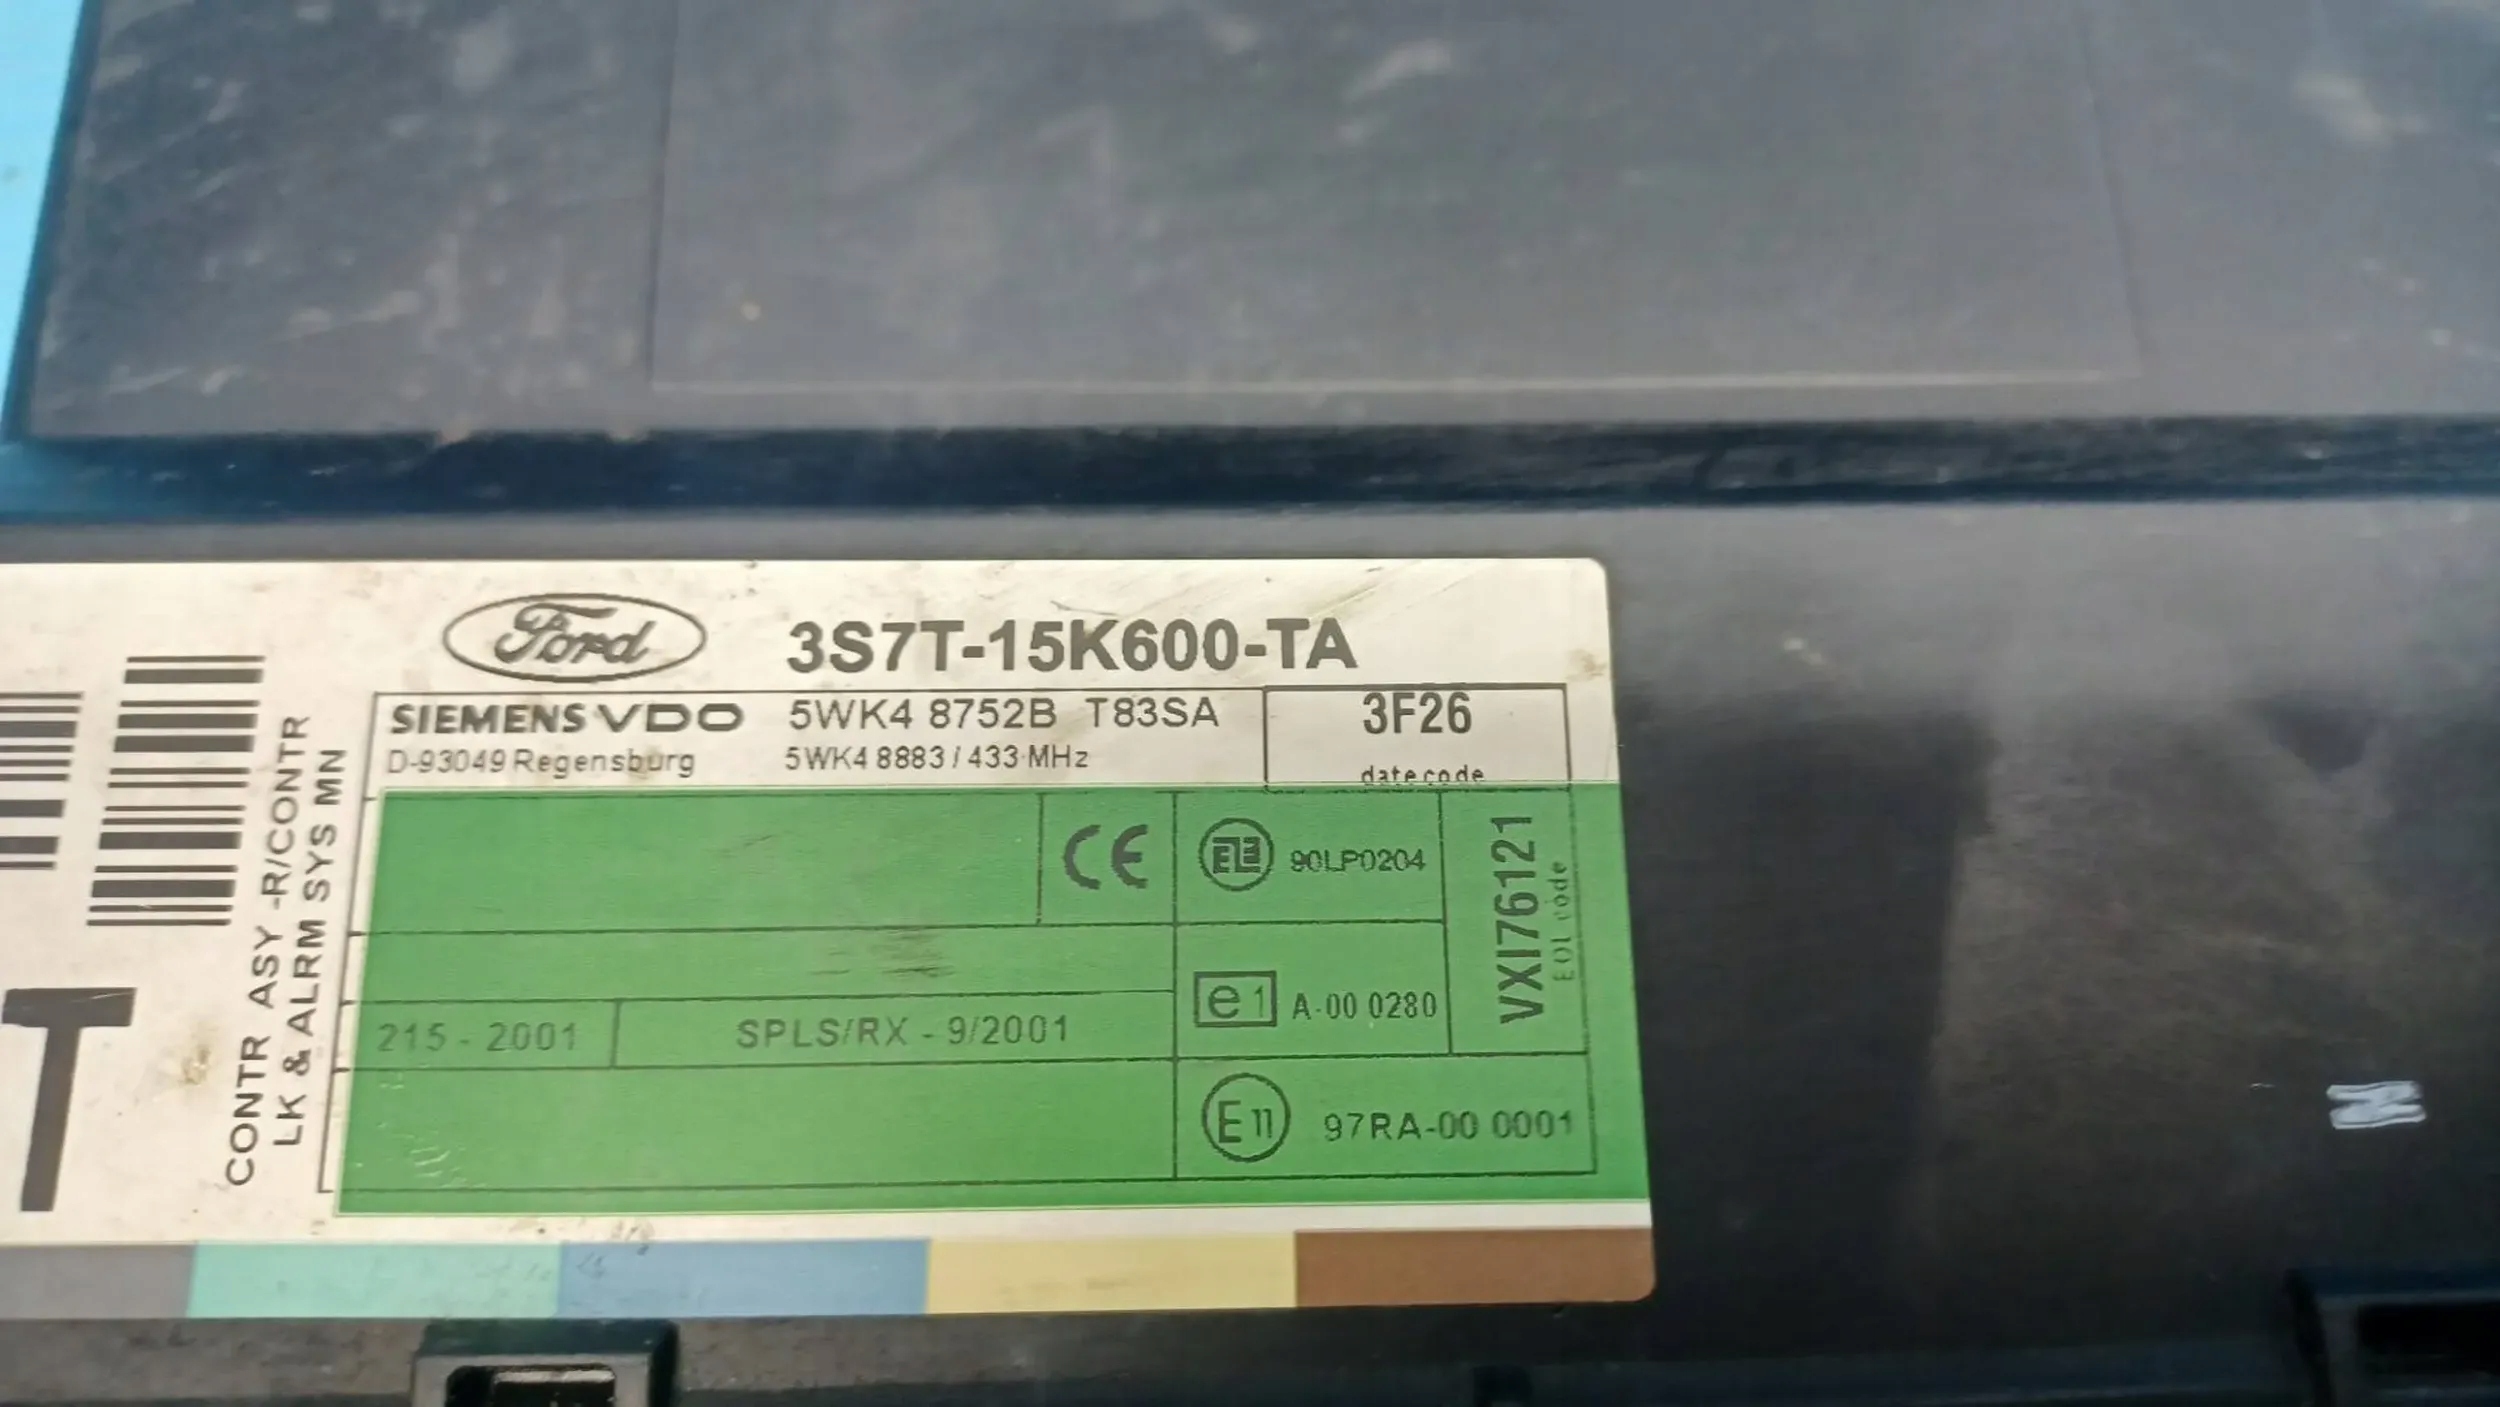 Ford 3S7T-15K600-TA
SIEMENS VDO 5WK4 8752B T83SA 3F26
D-93049 Regensburg 5WK4 8883 / 433 MHz date code
CONTR ASY -R/CONTR
LK & ALRM SYS MN
T
CE
90LP0204
VXI76121
EOL code
e1 A-00 0280
215 - 2001 SPLS/RX - 9/2001
E11 97RA-00 0001